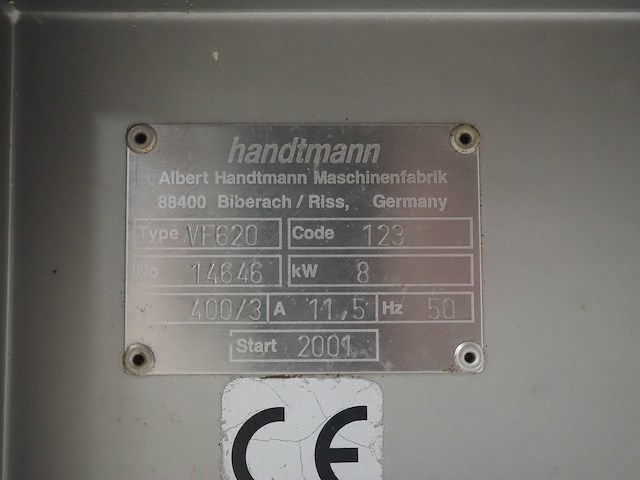 handtmann
Albert Handtmann Maschinenfabrik
88400 Biberach / Riss, Germany
Type VF620 Code 123
No 14646 kW 8
400/3 A 11,5 Hz 50
Start 2001
CE